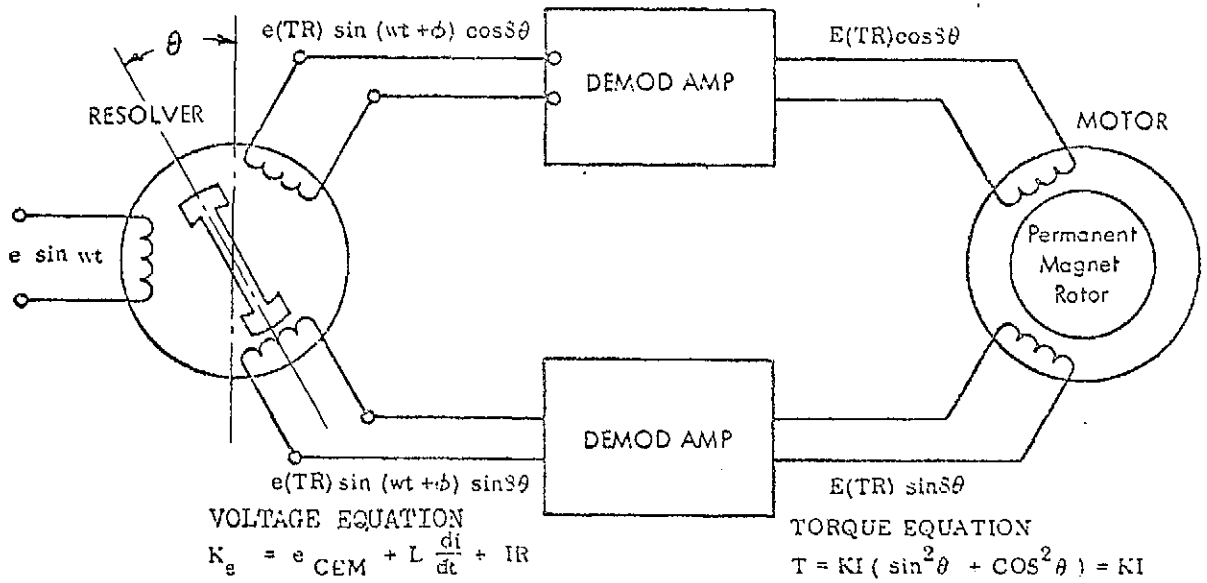 θ
e(TR) sin (wt +ϕ) cos8θ
E(TR)cos8θ
DEMOD AMP
RESOLVER
MOTOR
e sin wt
Permanent
Magnet
Rotor
DEMOD AMP
e(TR) sin (wt +ϕ) sin8θ
E(TR) sin8θ
VOLTAGE EQUATION
K_e = e_CEM + L di/dt + IR
TORQUE EQUATION
T = KI ( sin²θ + COS²θ ) = KI